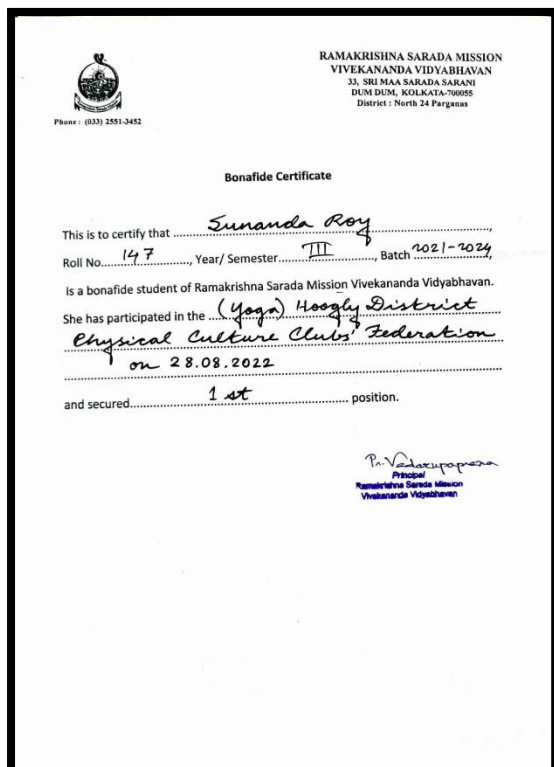 RAMAKRISHNA SARADA MISSION
VIVEKANANDA VIDYABHAVAN
33, SRI MAA SARADA SARANI
DUM DUM, KOLKATA-700055
District : North 24 Parganas
Phone : (033) 2551-3452
Bonafide Certificate
This is to certify that Sunanda Roy,
Roll No. 147, Year/ Semester III, Batch 2021-2024,
is a bonafide student of Ramakrishna Sarada Mission Vivekananda Vidyabhavan.
She has participated in the (Yoga) Hoogly District
Physical Culture Clubs' Federation
on 28.08.2022
and secured 1st position.
Pr. Vedarupaprana
Principal
Ramakrishna Sarada Mission
Vivekananda Vidyabhavan